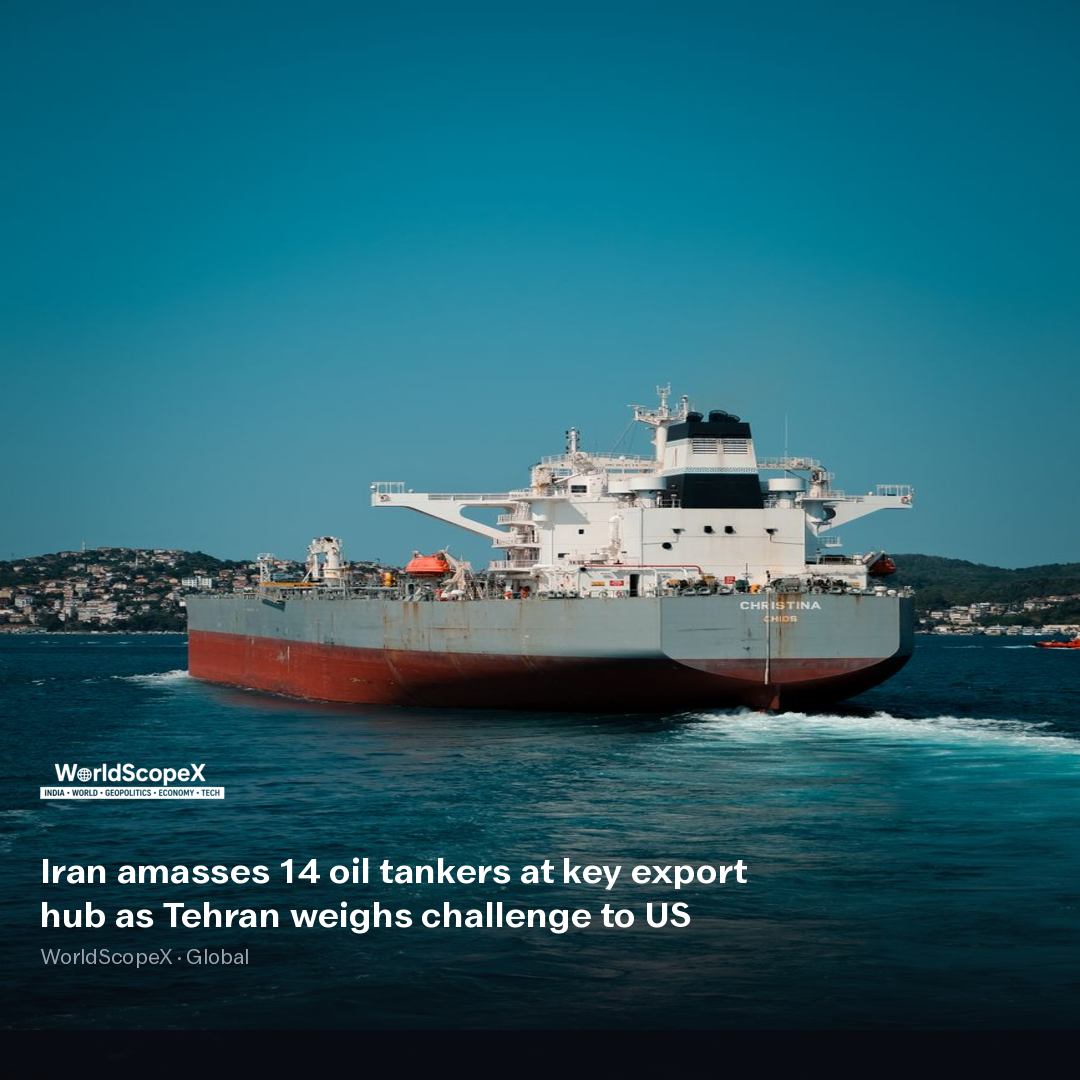 CHRISTINA
CHIOS
WorldScopeX
INDIA • WORLD • GEOPOLITICS • ECONOMY • TECH
Iran amasses 14 oil tankers at key export
hub as Tehran weighs challenge to US
WorldScopeX · Global